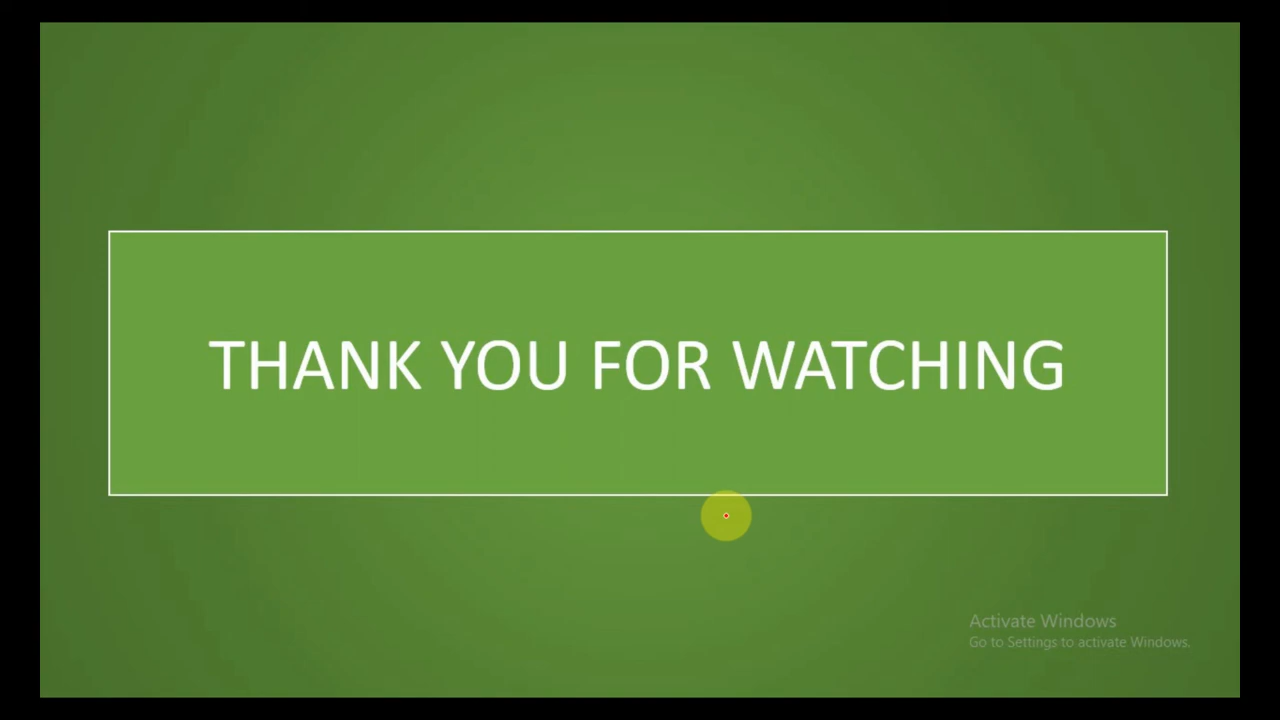 THANK YOU FOR WATCHING
Activate Windows
Go to Settings to activate Windows.